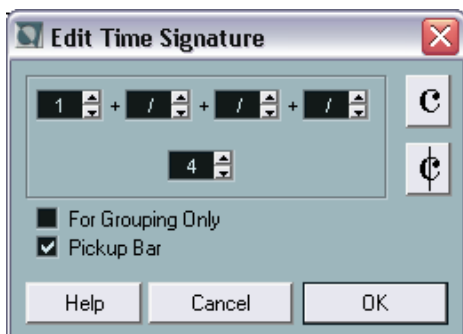 Edit Time Signature
1 + / + / + /
4
For Grouping Only
Pickup Bar
Help Cancel OK